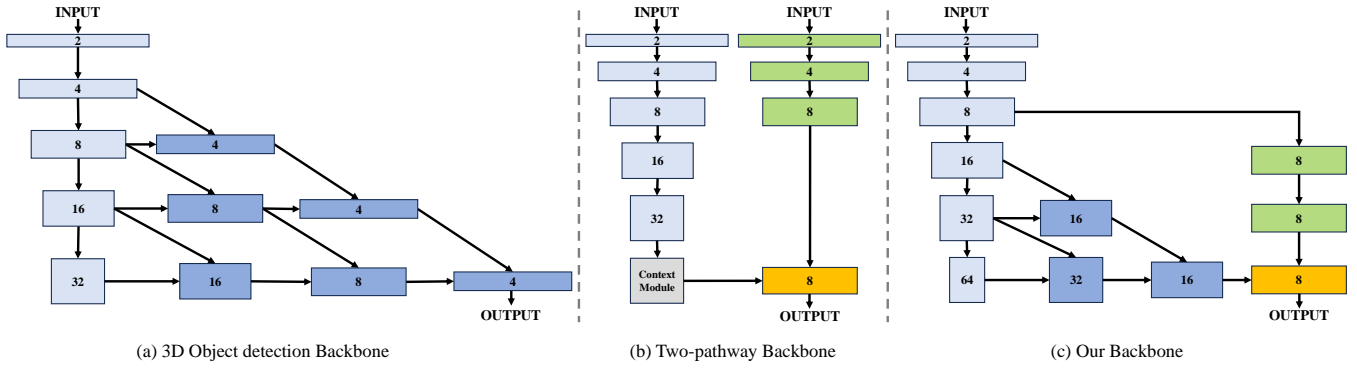 INPUT
2
4
8
4
16
8
4
32
16
8
4
OUTPUT
(a) 3D Object detection Backbone
INPUT
INPUT
2
2
4
4
8
8
16
32
Context
Module
8
OUTPUT
(b) Two-pathway Backbone
INPUT
2
4
8
16
8
32
16
8
64
32
16
8
OUTPUT
(c) Our Backbone